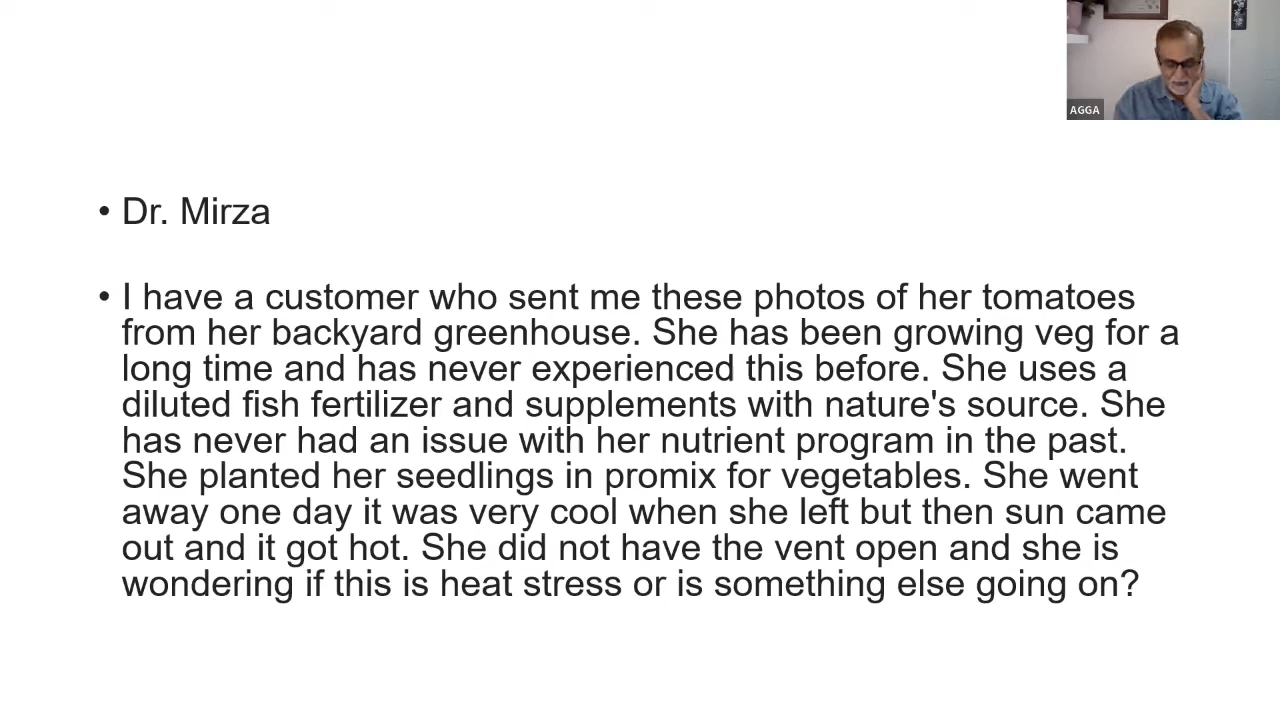 AGGA
• Dr. Mirza
• I have a customer who sent me these photos of her tomatoes
from her backyard greenhouse. She has been growing veg for a
long time and has never experienced this before. She uses a
diluted fish fertilizer and supplements with nature's source. She
has never had an issue with her nutrient program in the past.
She planted her seedlings in promix for vegetables. She went
away one day it was very cool when she left but then sun came
out and it got hot. She did not have the vent open and she is
wondering if this is heat stress or is something else going on?